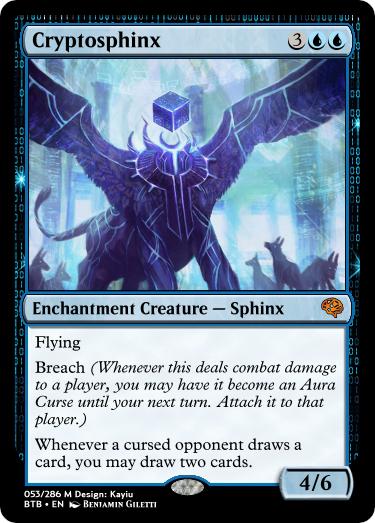 Cryptosphinx 3
Enchantment Creature — Sphinx
Flying
Breach (Whenever this deals combat damage
to a player, you may have it become an Aura
Curse until your next turn. Attach it to that
player.)
Whenever a cursed opponent draws a
card, you may draw two cards.
4/6
053/286 M Design: Kayiu
BTB • EN Benjamin Giletti